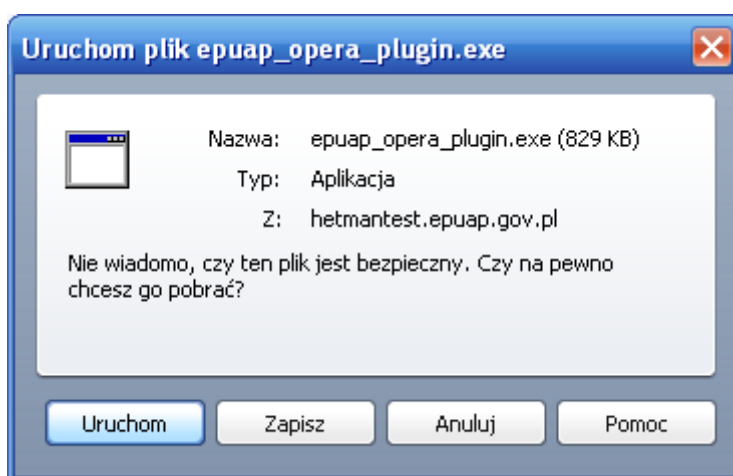 Uruchom plik epuap_opera_plugin.exe
Nazwa: epuap_opera_plugin.exe (829 KB)
Typ: Aplikacja
Z: hetmantest.epuap.gov.pl
Nie wiadomo, czy ten plik jest bezpieczny. Czy na pewno
chcesz go pobrać?
Uruchom Zapisz Anuluj Pomoc